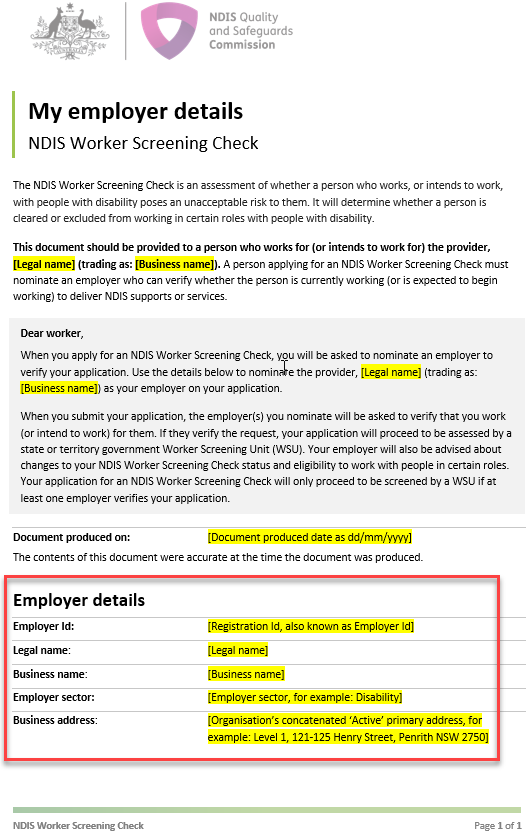 NDIS Quality
and Safeguards
Commission
My employer details
NDIS Worker Screening Check
The NDIS Worker Screening Check is an assessment of whether a person who works, or intends to work,
with people with disability poses an unacceptable risk to them. It will determine whether a person is
cleared or excluded from working in certain roles with people with disability.
This document should be provided to a person who works for (or intends to work for) the provider,
[Legal name] (trading as: [Business name]). A person applying for an NDIS Worker Screening Check must
nominate an employer who can verify whether the person is currently working (or is expected to begin
working) to deliver NDIS supports or services.
Dear worker,
When you apply for an NDIS Worker Screening Check, you will be asked to nominate an employer to
verify your application. Use the details below to nominate the provider, [Legal name] (trading as:
[Business name]) as your employer on your application.
When you submit your application, the employer(s) you nominate will be asked to verify that you work
(or intend to work) for them. If they verify the request, your application will proceed to be assessed by a
state or territory government Worker Screening Unit (WSU). Your employer will also be advised about
changes to your NDIS Worker Screening Check status and eligibility to work with people in certain roles.
Your application for an NDIS Worker Screening Check will only proceed to be screened by a WSU if at
least one employer verifies your application.
Document produced on: [Document produced date as dd/mm/yyyy]
The contents of this document were accurate at the time the document was produced.
Employer details
Employer Id: [Registration Id, also known as Employer Id]
Legal name: [Legal name]
Business name: [Business name]
Employer sector: [Employer sector, for example: Disability]
Business address: [Organisation's concatenated 'Active' primary address, for
example: Level 1, 121-125 Henry Street, Penrith NSW 2750]
NDIS Worker Screening Check Page 1 of 1